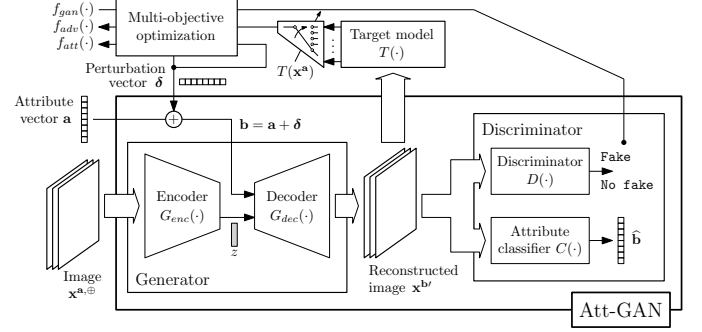 f_gan(·)
f_adv(·)
f_att(·)
Multi-objective
optimization
T(x^a)
Target model
T(·)
Perturbation
vector δ
Attribute
vector a
+
b = a + δ
Discriminator
Discriminator
D(·)
Fake
No fake
Encoder
G_enc(·)
Decoder
G_dec(·)
z
Attribute
classifier C(·)
b̂
Generator
Image
x^{a,⊕}
Reconstructed
image x^{b′}
Att-GAN